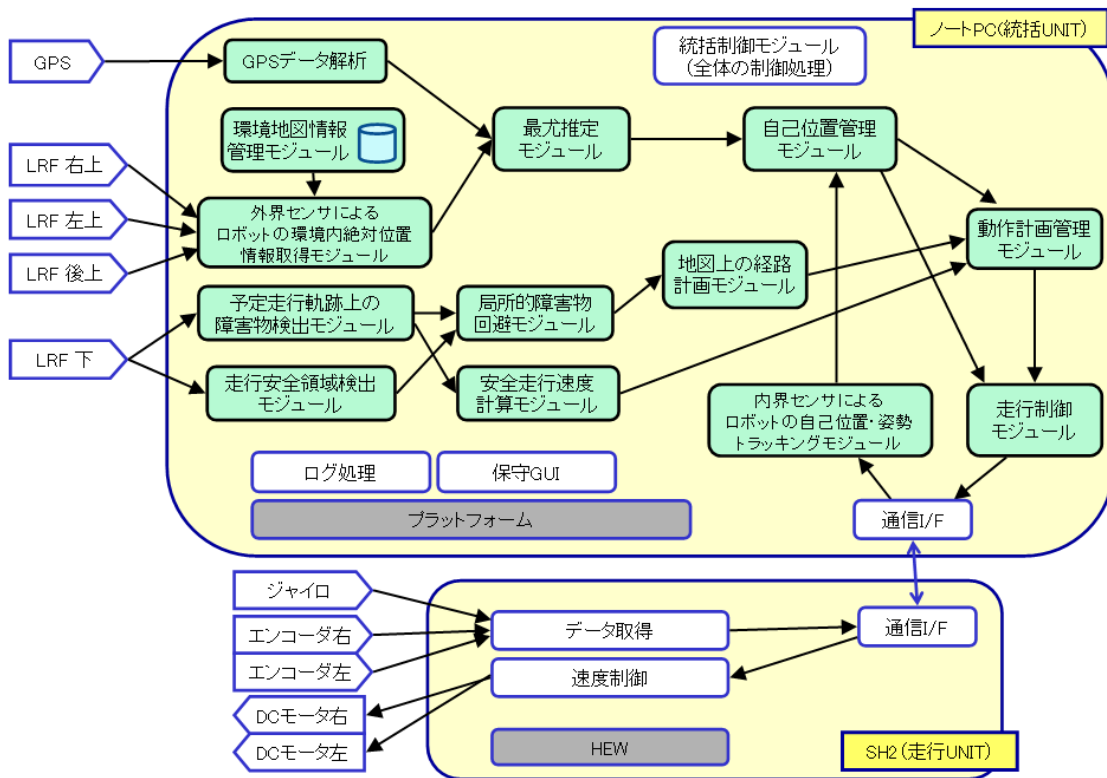 ノートPC(統括UNIT)
GPS
GPSデータ解析
統括制御モジュール
(全体の制御処理)
環境地図情報
管理モジュール
最尤推定
モジュール
自己位置管理
モジュール
LRF 右上
LRF 左上
LRF 後上
外界センサによる
ロボットの環境内絶対位置
情報取得モジュール
動作計画管理
モジュール
地図上の経路
計画モジュール
予定走行軌跡上の
障害物検出モジュール
局所的障害物
回避モジュール
LRF 下
走行安全領域検出
モジュール
安全走行速度
計算モジュール
内界センサによる
ロボットの自己位置・姿勢
トラッキングモジュール
走行制御
モジュール
ログ処理
保守GUI
プラットフォーム
通信I/F
ジャイロ
エンコーダ右
エンコーダ左
データ取得
通信I/F
速度制御
DCモータ右
DCモータ左
HEW
SH2(走行UNIT)